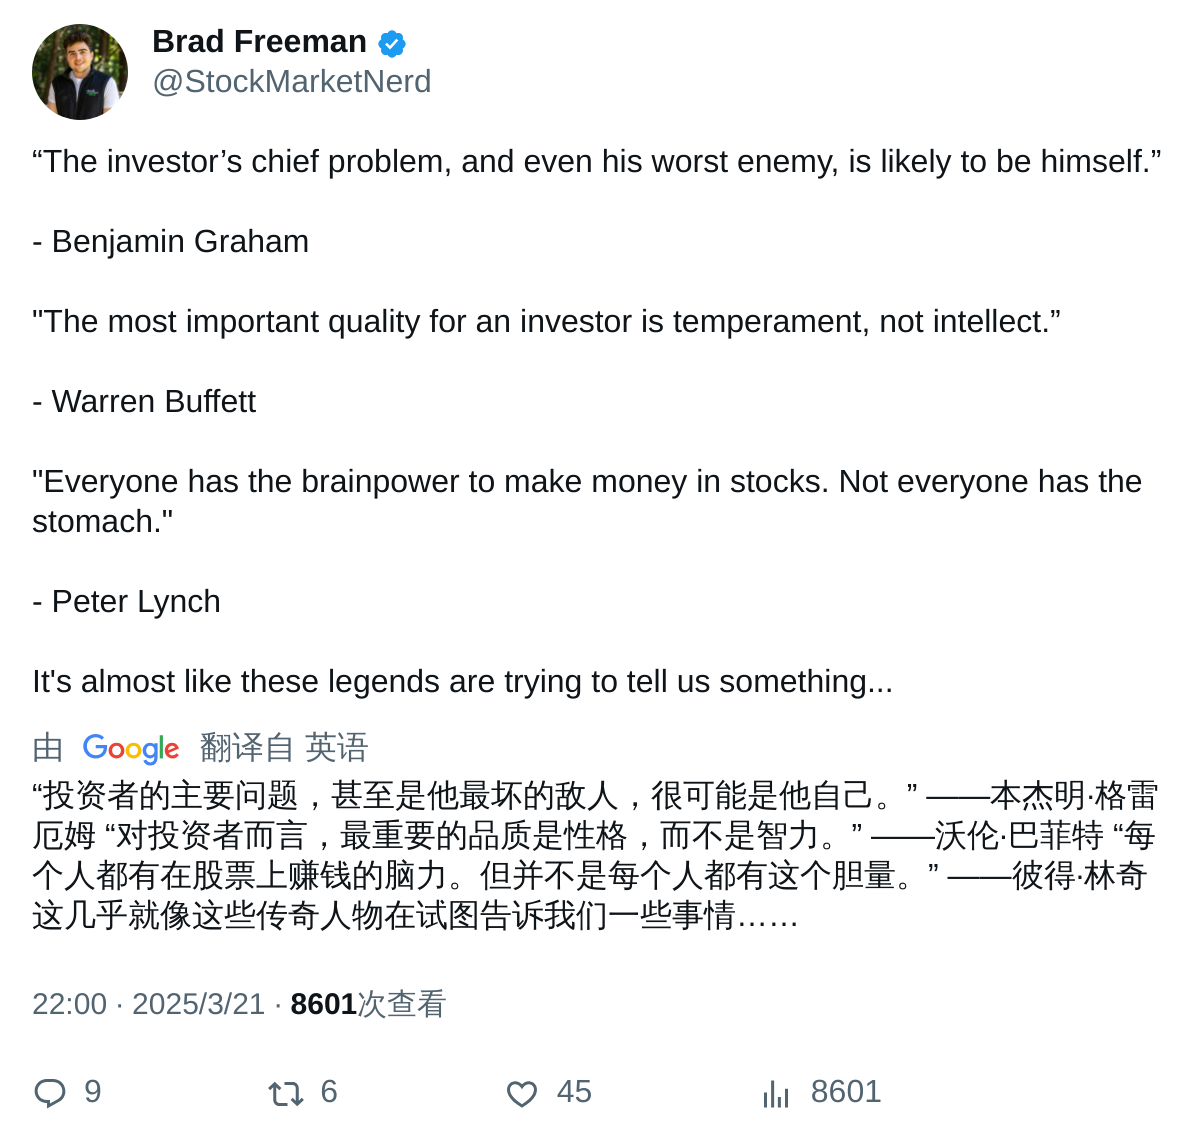 Brad Freeman
@StockMarketNerd
“The investor’s chief problem, and even his worst enemy, is likely to be himself.”
- Benjamin Graham
"The most important quality for an investor is temperament, not intellect.”
- Warren Buffett
"Everyone has the brainpower to make money in stocks. Not everyone has the
stomach."
- Peter Lynch
It's almost like these legends are trying to tell us something...
由 Google 翻译自 英语
“投资者的主要问题，甚至是他最坏的敌人，很可能是他自己。” ——本杰明·格雷
厄姆 “对投资者而言，最重要的品质是性格，而不是智力。” ——沃伦·巴菲特 “每
个人都有在股票上赚钱的脑力。但并不是每个人都有这个胆量。” ——彼得·林奇
这几乎就像这些传奇人物在试图告诉我们一些事情……
22:00 · 2025/3/21 · 8601次查看
9 6 45 8601